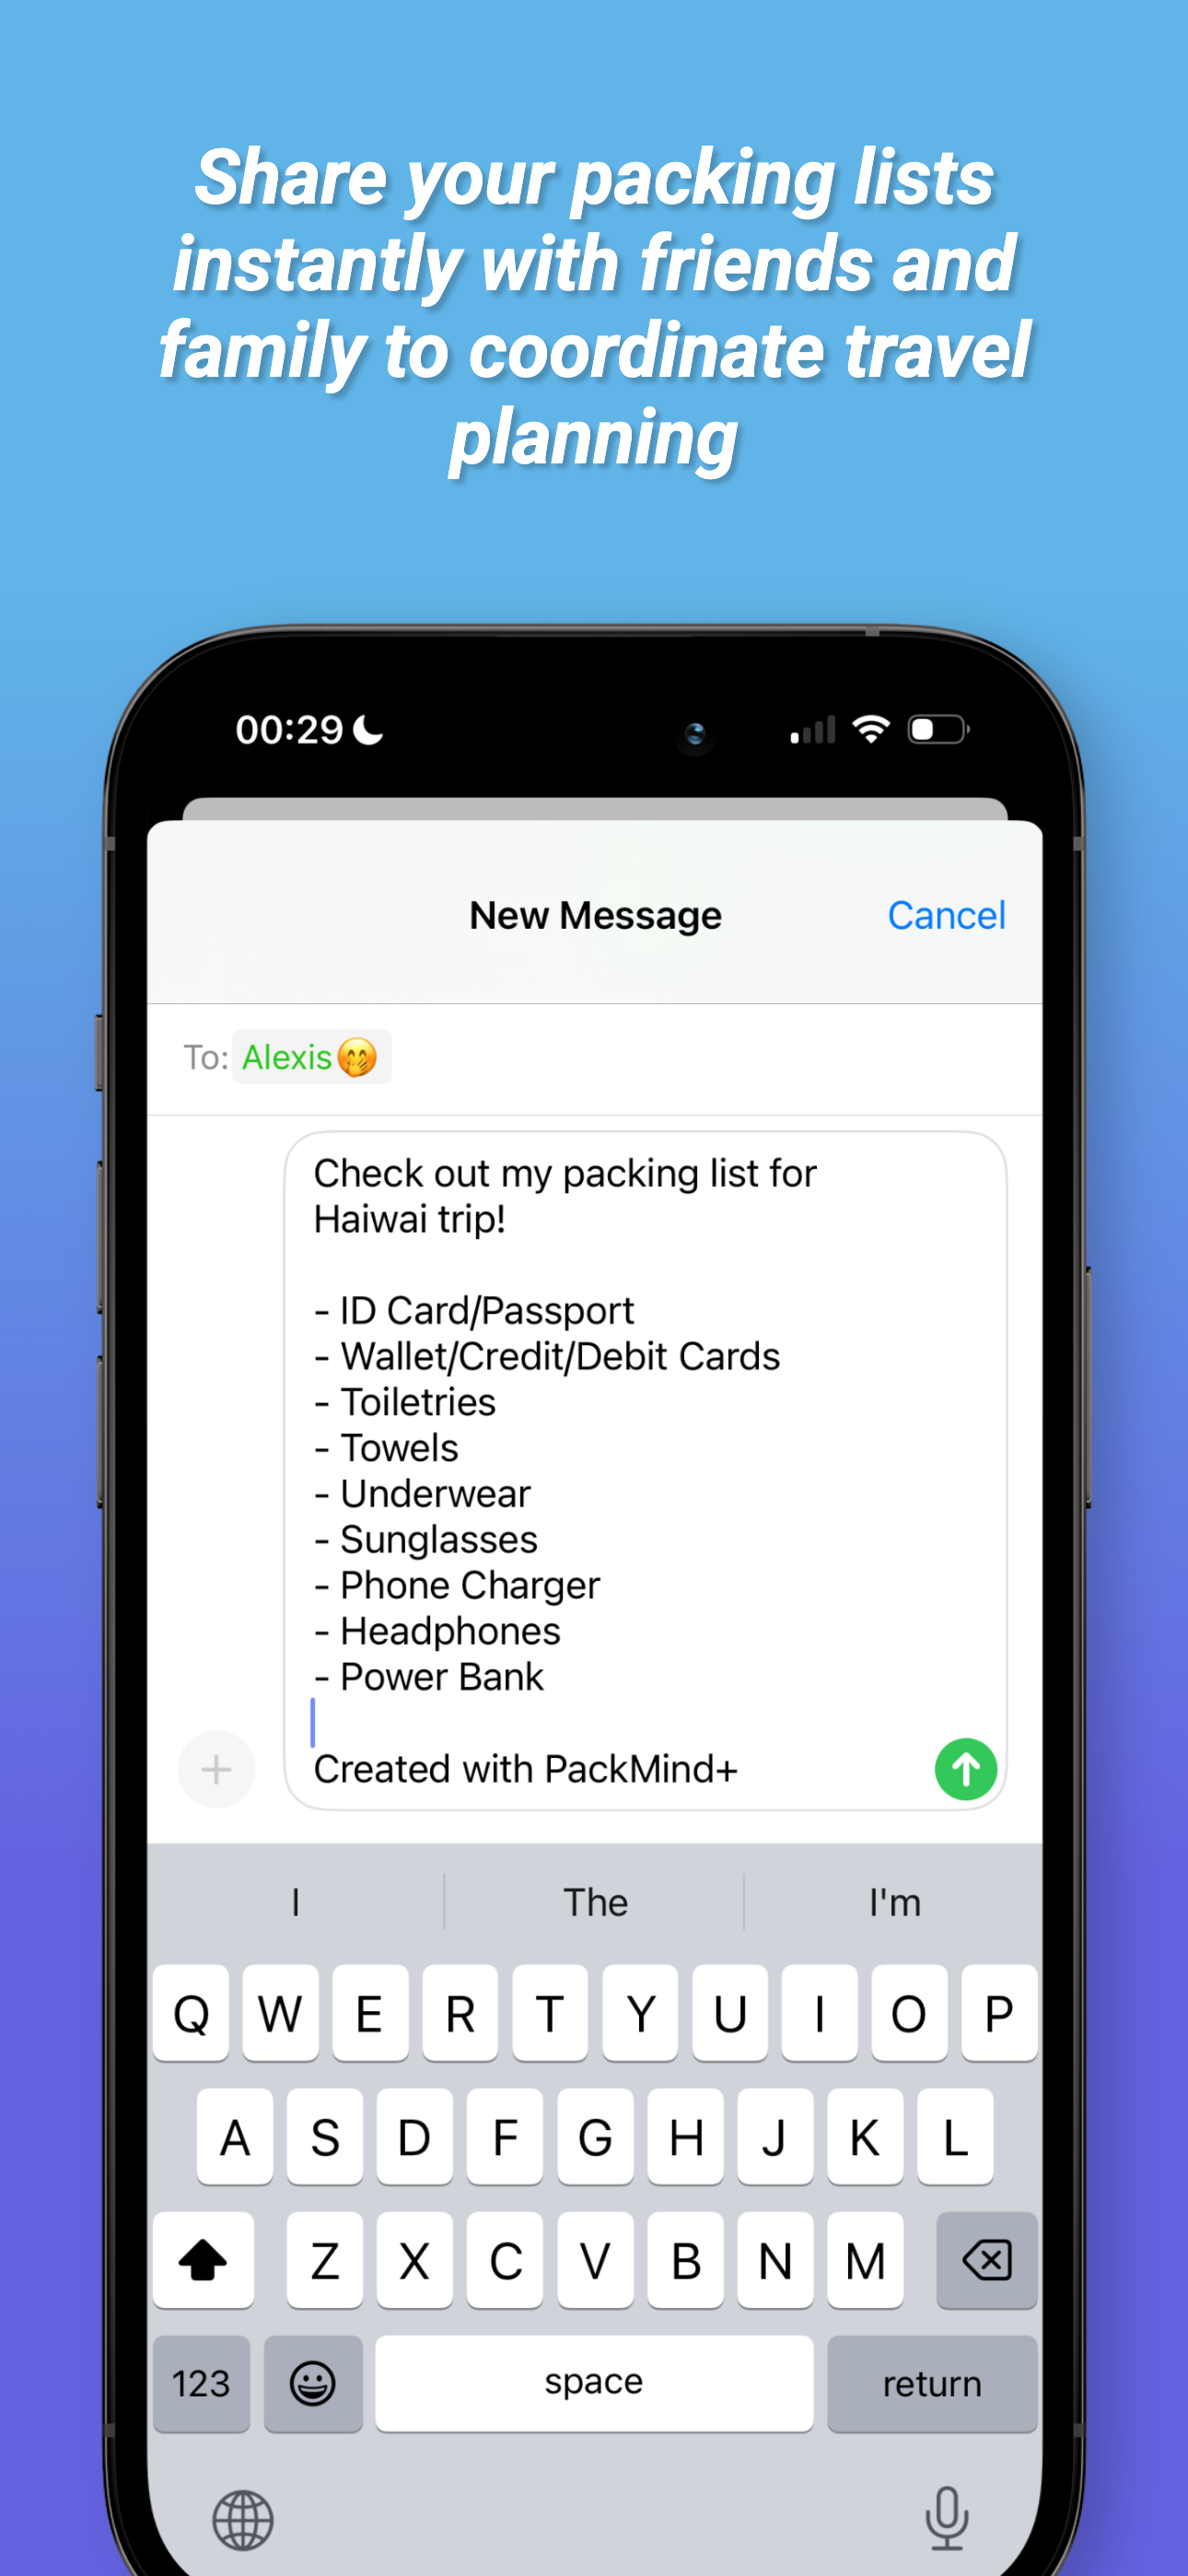 Share your packing lists
instantly with friends and
family to coordinate travel
planning
00:29
New Message
Cancel
To: Alexis🤭
Check out my packing list for
Haiwai trip!
- ID Card/Passport
- Wallet/Credit/Debit Cards
- Toiletries
- Towels
- Underwear
- Sunglasses
- Phone Charger
- Headphones
- Power Bank
Created with PackMind+
I The I'm
Q W E R T Y U I O P
A S D F G H J K L
Z X C V B N M
123 space return